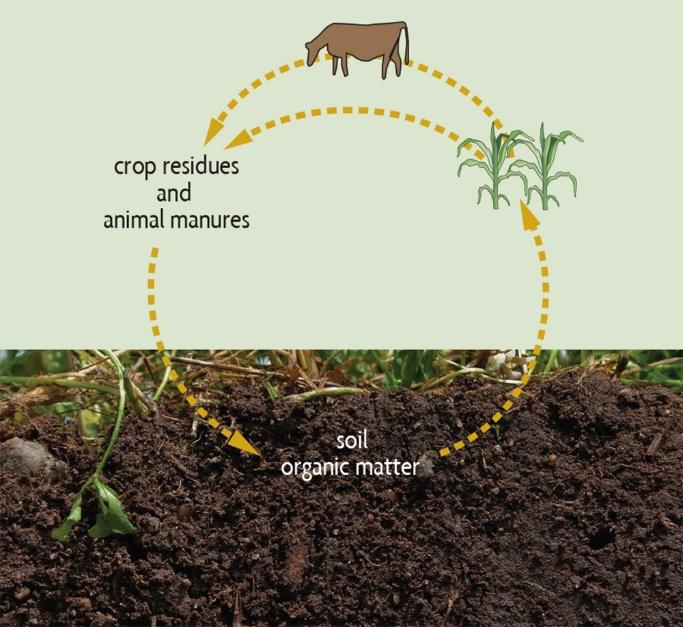 crop residues
and
animal manures
soil
organic matter